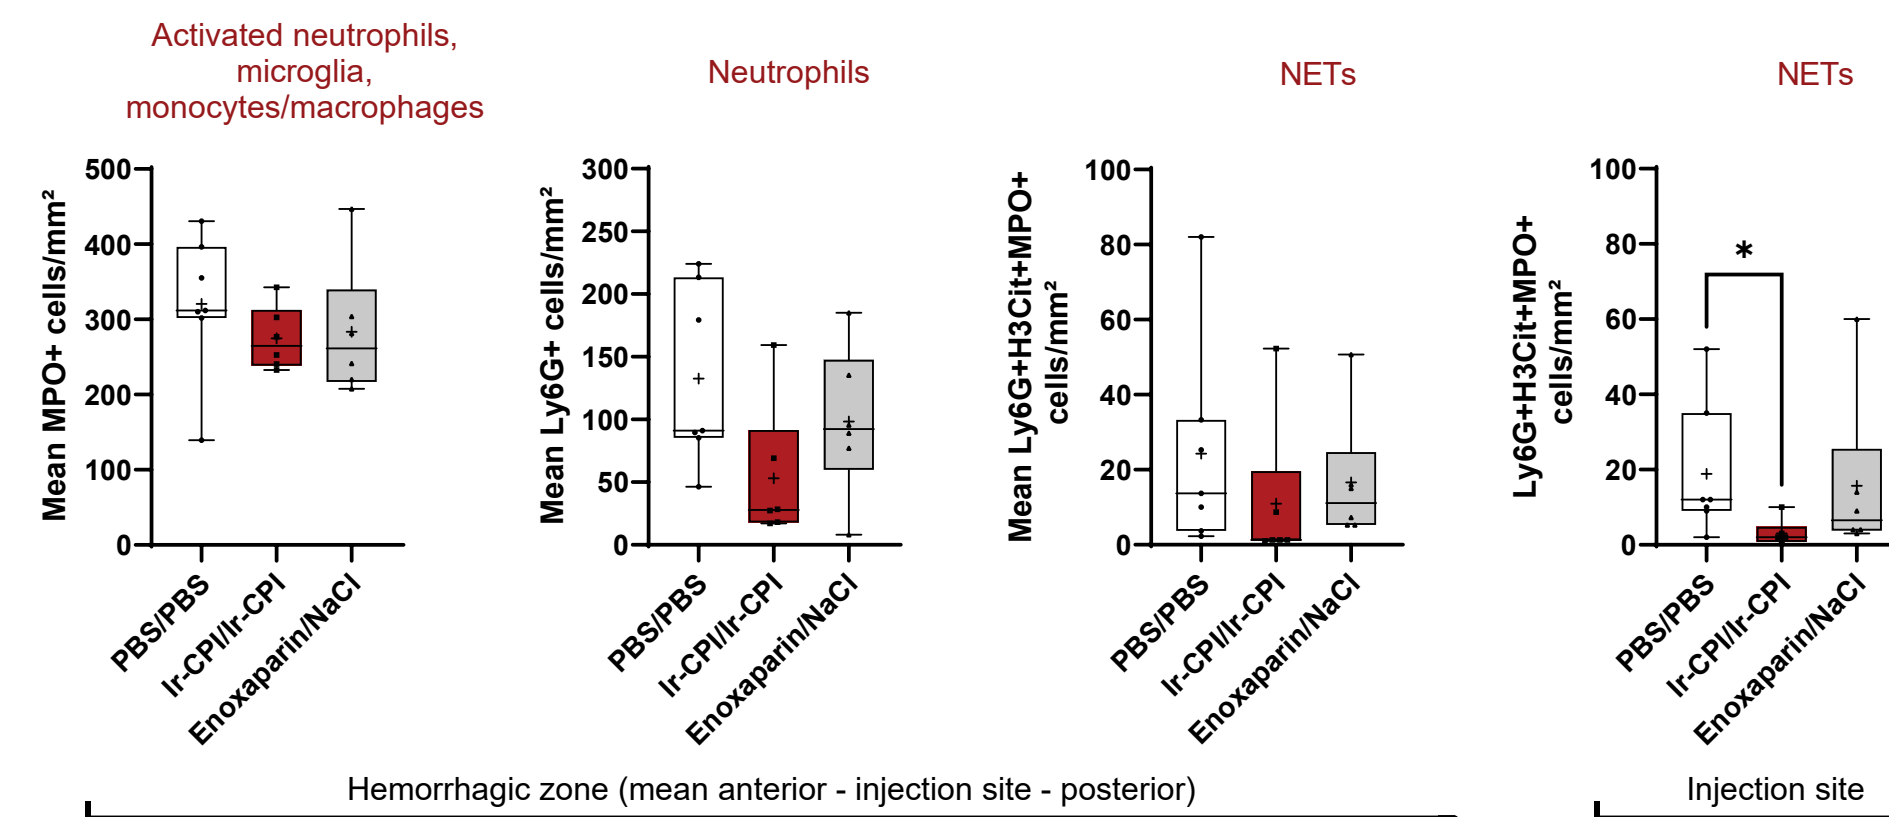 Activated neutrophils,
microglia,
monocytes/macrophages
Neutrophils
NETs
NETs
Mean MPO+ cells/mm²
500
400
300
200
100
0
PBS/PBS
Ir-CPI/Ir-CPI
Enoxaparin/NaCl
Mean Ly6G+ cells/mm²
300
250
200
150
100
50
0
PBS/PBS
Ir-CPI/Ir-CPI
Enoxaparin/NaCl
Mean Ly6G+H3Cit+MPO+
cells/mm²
100
80
60
40
20
0
PBS/PBS
Ir-CPI/Ir-CPI
Enoxaparin/NaCl
Ly6G+H3Cit+MPO+
cells/mm²
100
80
60
40
20
0
*
PBS/PBS
Ir-CPI/Ir-CPI
Enoxaparin/NaCl
Hemorrhagic zone (mean anterior - injection site - posterior)
Injection site